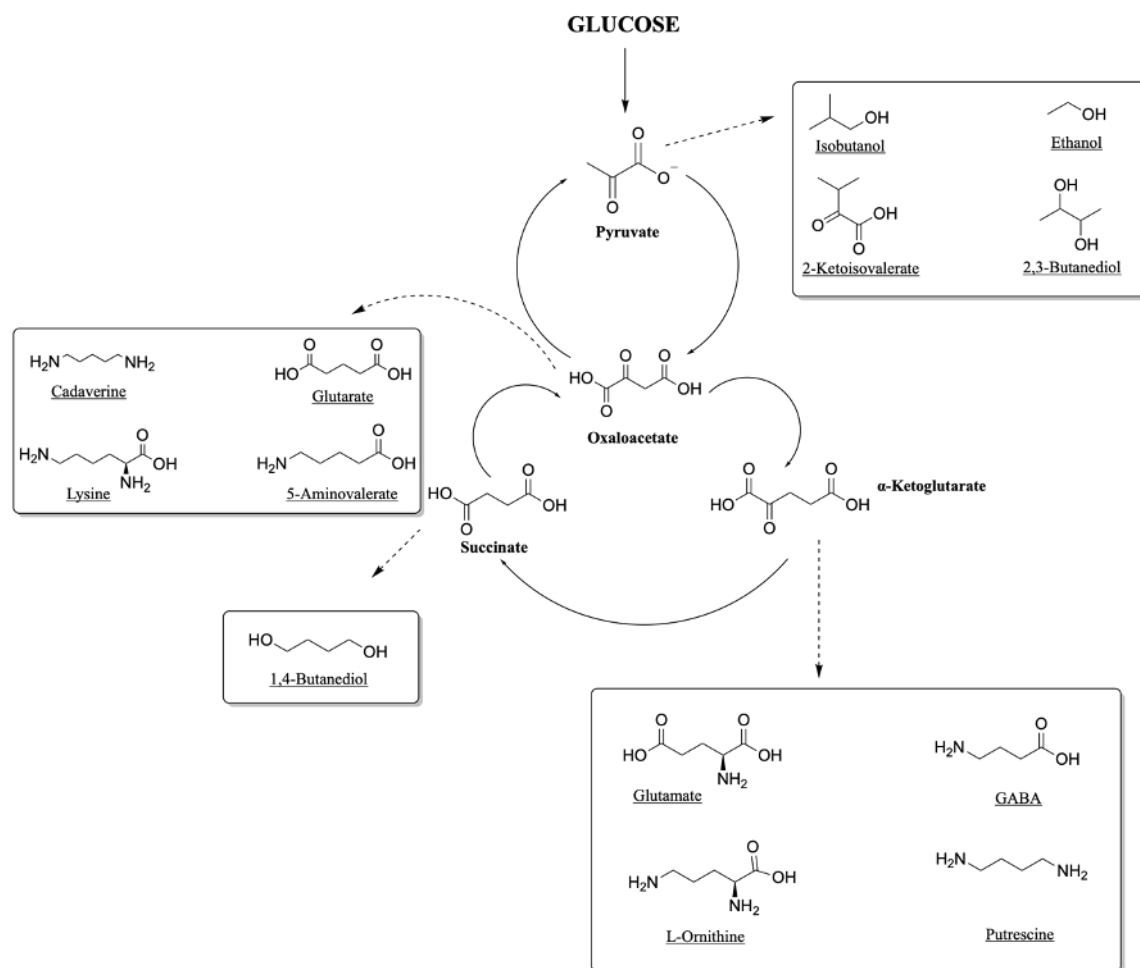 GLUCOSE
O
O
–
O
Pyruvate
OH
Isobutanol
OH
Ethanol
OH
O
O
2-Ketoisovalerate
OH
OH
2,3-Butanediol
H2N
NH2
Cadaverine
O
O
HO
OH
Glutarate
H2N
O
OH
NH2
Lysine
O
H2N
OH
5-Aminovalerate
O
O
HO
OH
O
Oxaloacetate
O
HO
OH
O
Succinate
O
O
HO
OH
O
α-Ketoglutarate
HO
OH
1,4-Butanediol
O
O
HO
OH
NH2
Glutamate
O
H2N
OH
GABA
O
H2N
OH
NH2
L-Ornithine
H2N
NH2
Putrescine